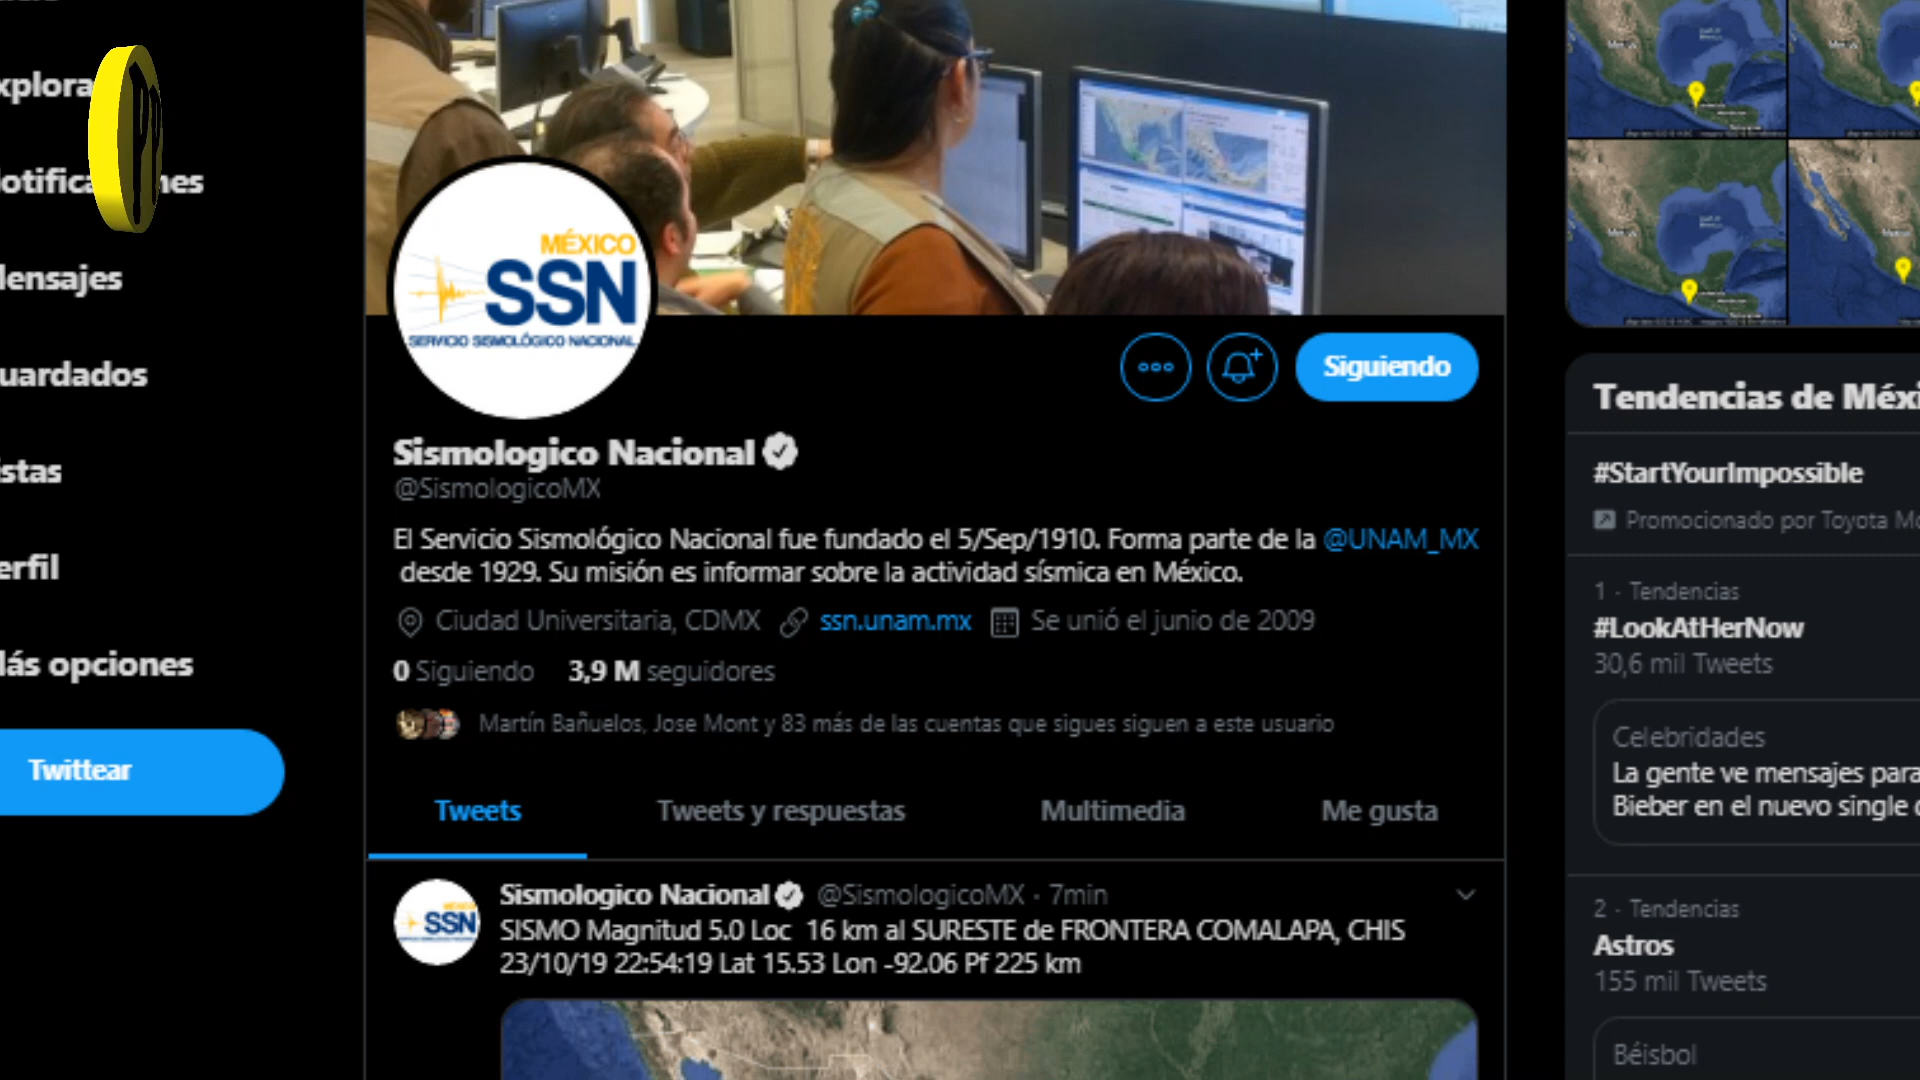 xplora
otifica nes
ensajes
uardados
stas
erfil
ás opciones
Twittear
MÉXICO
SSN
SERVICIO SISMOLÓGICO NACIONAL
Siguiendo
Sismologico Nacional
@SismologicoMX
El Servicio Sismológico Nacional fue fundado el 5/Sep/1910. Forma parte de la @UNAM_MX
desde 1929. Su misión es informar sobre la actividad sísmica en México.
Ciudad Universitaria, CDMX ssn.unam.mx Se unió el junio de 2009
0 Siguiendo 3,9 M seguidores
Martín Bañuelos, Jose Mont y 83 más de las cuentas que sigues siguen a este usuario
Tweets Tweets y respuestas Multimedia Me gusta
SSN
Sismologico Nacional @SismologicoMX · 7min
SISMO Magnitud 5.0 Loc 16 km al SURESTE de FRONTERA COMALAPA, CHIS
23/10/19 22:54:19 Lat 15.53 Lon -92.06 Pf 225 km
Tendencias de Méxi
#StartYourImpossible
Promocionado por Toyota Mo
1 · Tendencias
#LookAtHerNow
30,6 mil Tweets
Celebridades
La gente ve mensajes para
Bieber en el nuevo single
2 · Tendencias
Astros
155 mil Tweets
Béisbol